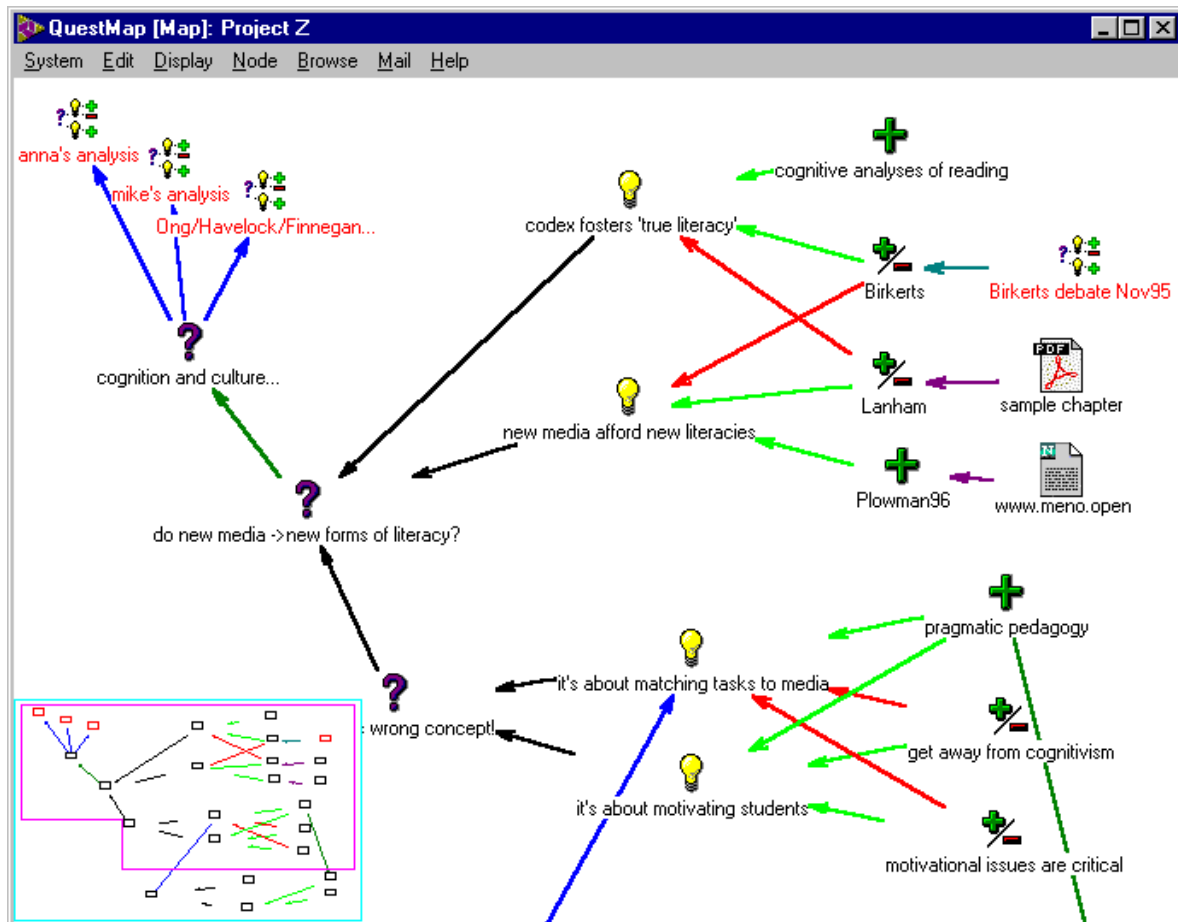 QuestMap [Map]: Project Z
System Edit Display Node Browse Mail Help
anna's analysis
mike's analysis
Ong/Havelock/Finnegan...
cognitive analyses of reading
codex fosters 'true literacy'
Birkerts
Birkerts debate Nov95
cognition and culture...
PDF
Lanham
sample chapter
new media afford new literacies
N
Plowman96
www.meno.open
do new media ->new forms of literacy?
pragmatic pedagogy
it's about matching tasks to media
wrong concept!
get away from cognitivism
it's about motivating students
motivational issues are critical